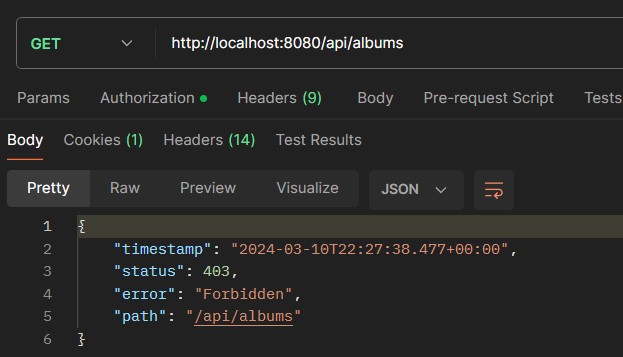 GET http://localhost:8080/api/albums
Params Authorization Headers (9) Body Pre-request Script Tests
Body Cookies (1) Headers (14) Test Results
Pretty Raw Preview Visualize JSON
1 {
2 "timestamp": "2024-03-10T22:27:38.477+00:00",
3 "status": 403,
4 "error": "Forbidden",
5 "path": "/api/albums"
6 }